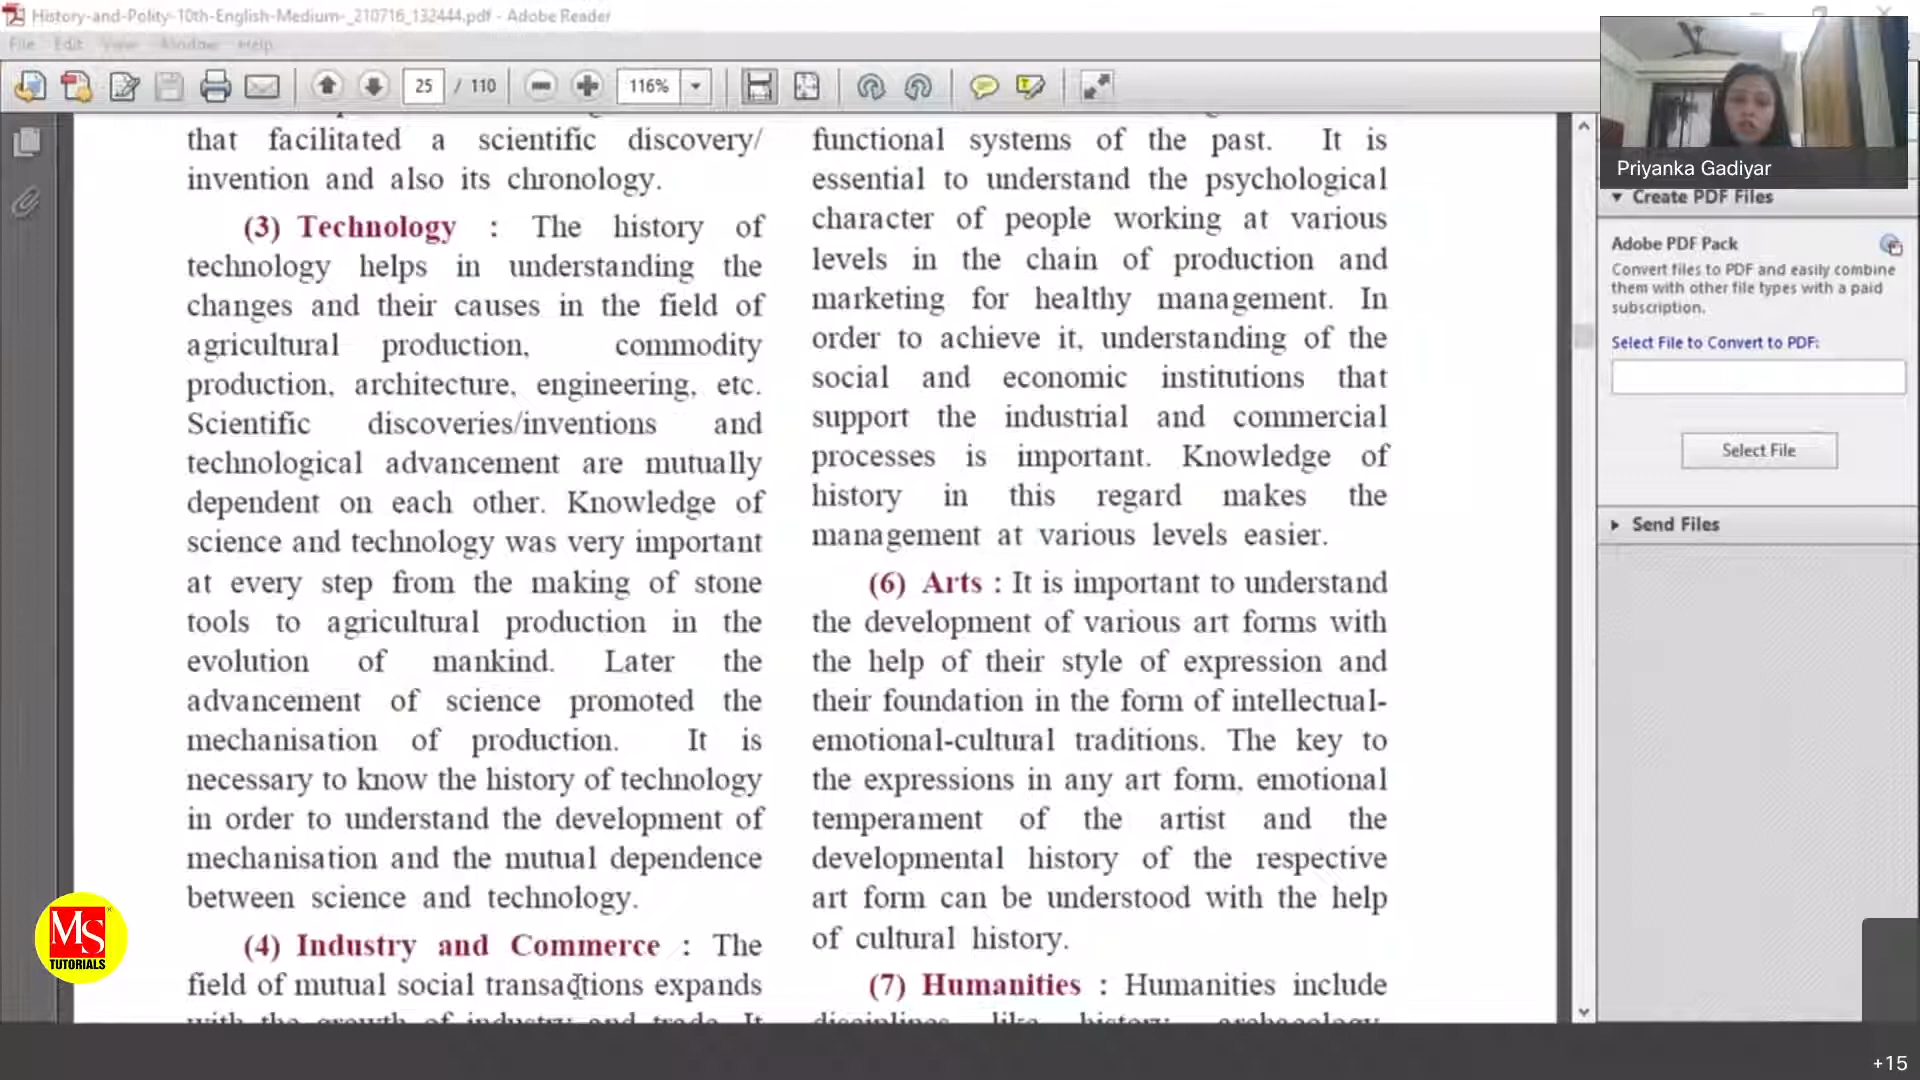 History-and-Polity-10th-English-Medium-_210716_132444.pdf - Adobe Reader
File Edit View Window Help
25 / 110
116%
that facilitated a scientific discovery/
invention and also its chronology.
(3) Technology : The history of
technology helps in understanding the
changes and their causes in the field of
agricultural production, commodity
production, architecture, engineering, etc.
Scientific discoveries/inventions and
technological advancement are mutually
dependent on each other. Knowledge of
science and technology was very important
at every step from the making of stone
tools to agricultural production in the
evolution of mankind. Later the
advancement of science promoted the
mechanisation of production. It is
necessary to know the history of technology
in order to understand the development of
mechanisation and the mutual dependence
between science and technology.
(4) Industry and Commerce : The
field of mutual social transactions expands
with the growth of industry and trade. It
functional systems of the past. It is
essential to understand the psychological
character of people working at various
levels in the chain of production and
marketing for healthy management. In
order to achieve it, understanding of the
social and economic institutions that
support the industrial and commercial
processes is important. Knowledge of
history in this regard makes the
management at various levels easier.
(6) Arts : It is important to understand
the development of various art forms with
the help of their style of expression and
their foundation in the form of intellectual-
emotional-cultural traditions. The key to
the expressions in any art form, emotional
temperament of the artist and the
developmental history of the respective
art form can be understood with the help
of cultural history.
(7) Humanities : Humanities include
disciplines like history, archaeology,
Priyanka Gadiyar
Create PDF Files
Adobe PDF Pack
Convert files to PDF and easily combine
them with other file types with a paid
subscription.
Select File to Convert to PDF:
Select File
Send Files
MS
TUTORIALS
+15